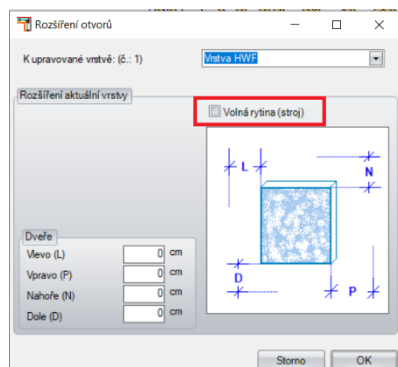 Rozšíření otvorů
K upravované vrstvě: (č.: 1)
Vrstva HWF
Rozšíření aktuální vrstvy
Volná rytina (stroj)
L
N
D
P
Dveře
Vlevo (L) 0 cm
Vpravo (P) 0 cm
Nahoře (N) 0 cm
Dole (D) 0 cm
Storno
OK